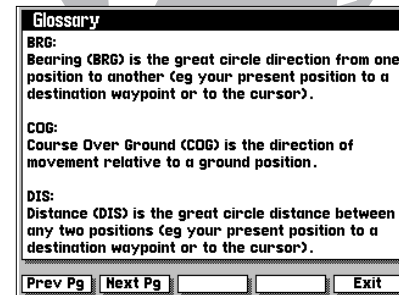 Glossary
BRG:
Bearing (BRG) is the great circle direction from one
position to another (eg your present position to a
destination waypoint or to the cursor).
COG:
Course Over Ground (COG) is the direction of
movement relative to a ground position.
DIS:
Distance (DIS) is the great circle distance between
any two positions (eg your present position to a
destination waypoint or to the cursor).
Prev Pg Next Pg Exit